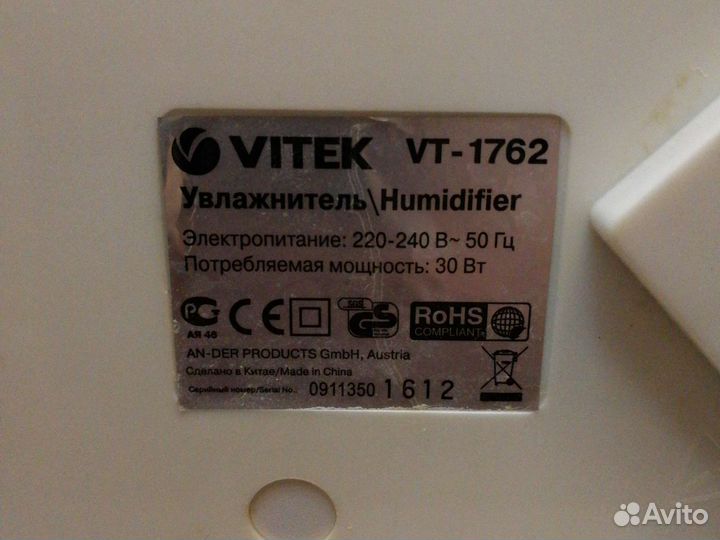 VITEK VT-1762
Увлажнитель\Humidifier
Электропитание: 220-240 В~ 50 Гц
Потребляемая мощность: 30 Вт
РСТ CE GS RoHS
АЯ 46 COMPLIANT
AN-DER PRODUCTS GmbH, Austria
Сделано в Китае/Made in China
Серийный номер/Serial No.: 0911350 1612
Avito